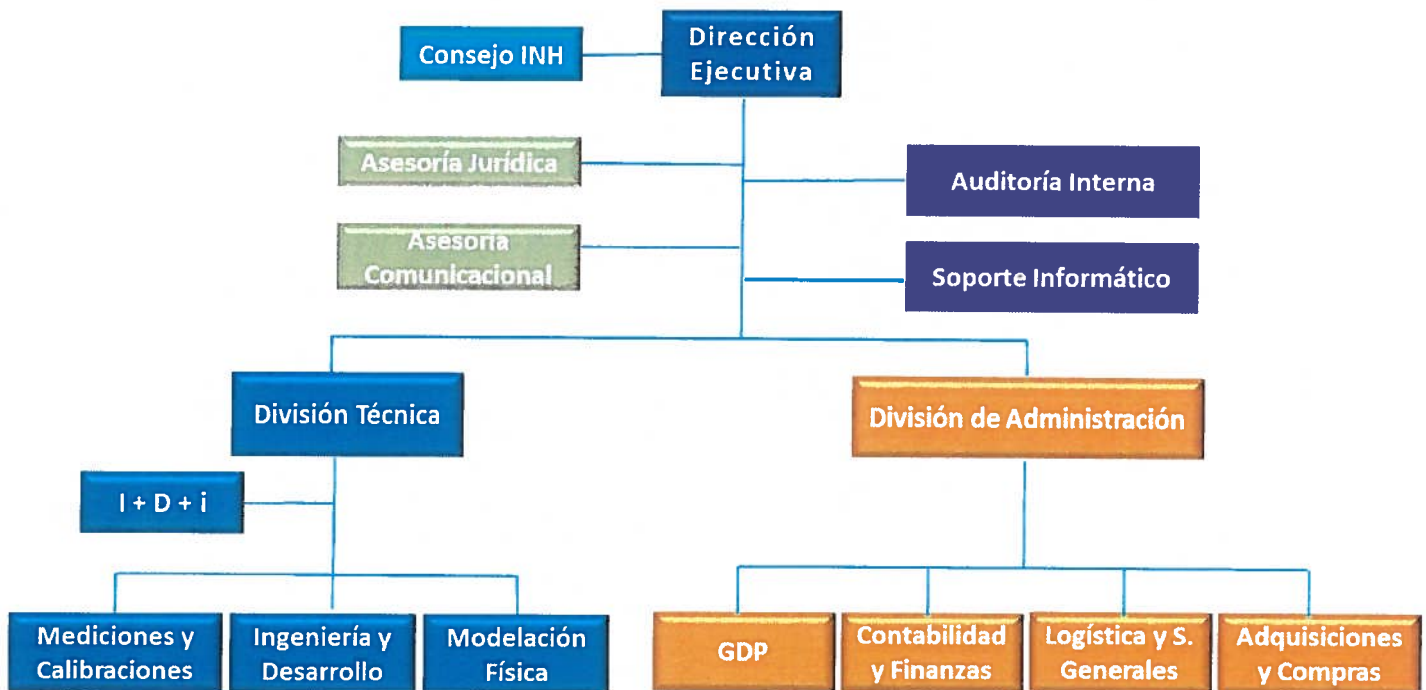 Consejo INH
Dirección
Ejecutiva
Asesoría Jurídica
Auditoría Interna
Asesoría
Comunicacional
Soporte Informático
División Técnica
División de Administración
I + D + i
Mediciones y
Calibraciones
Ingeniería y
Desarrollo
Modelación
Física
GDP
Contabilidad
y Finanzas
Logística y S.
Generales
Adquisiciones
y Compras